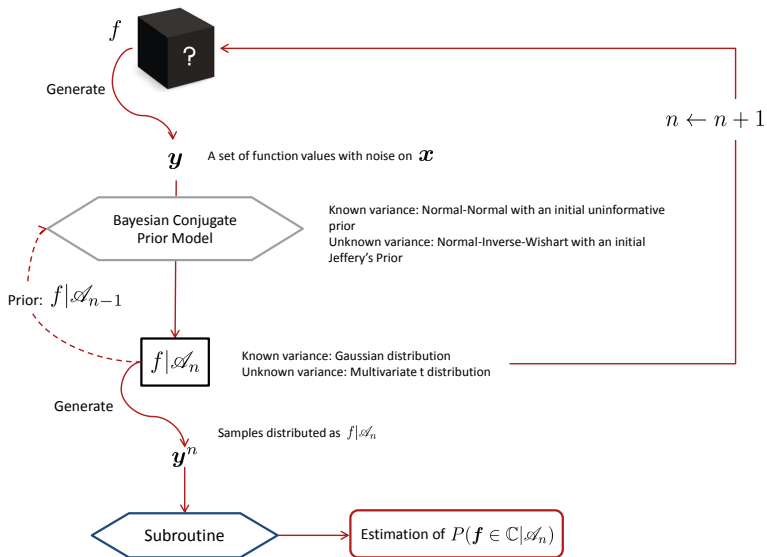 f
?
Generate
n ← n + 1
y A set of function values with noise on x
Bayesian Conjugate
Prior Model
Known variance: Normal-Normal with an initial uninformative
prior
Unknown variance: Normal-Inverse-Wishart with an initial
Jeffery's Prior
Prior: f|𝒜ₙ₋₁
f|𝒜ₙ
Known variance: Gaussian distribution
Unknown variance: Multivariate t distribution
Generate
Samples distributed as f|𝒜ₙ
yⁿ
Subroutine
Estimation of P(f ∈ ℂ|𝒜ₙ)